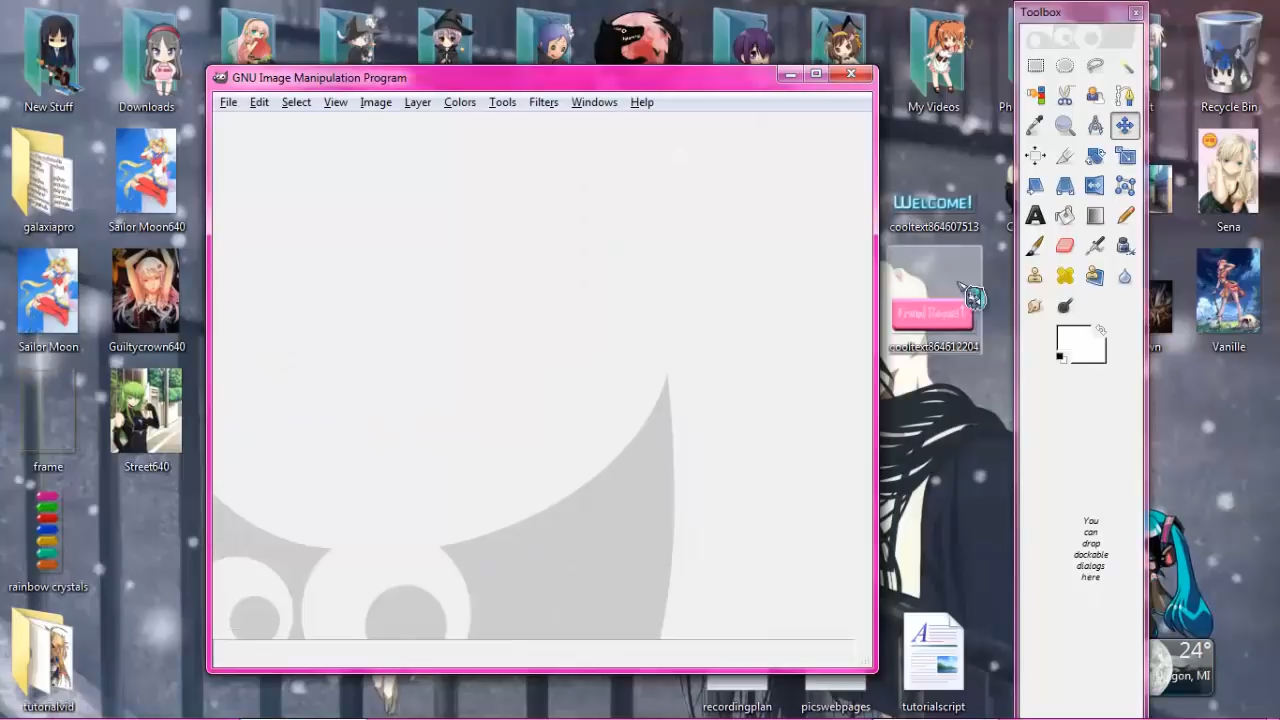 Toolbox
New Stuff
Downloads
My Videos
Recycle Bin
GNU Image Manipulation Program
File Edit Select View Image Layer Colors Tools Filters Windows Help
galaxiapro
Sailor Moon640
WELCOME!
cooltext864607513
Sena
Sailor Moon
Guiltycrown640
cooltext864612204
Vanille
frame
Street640
You
can
drop
dockable
dialogs
here
rainbow crystals
24°
gon, MI
tutorialvid
recordingplan
picswebpages
tutorialscript